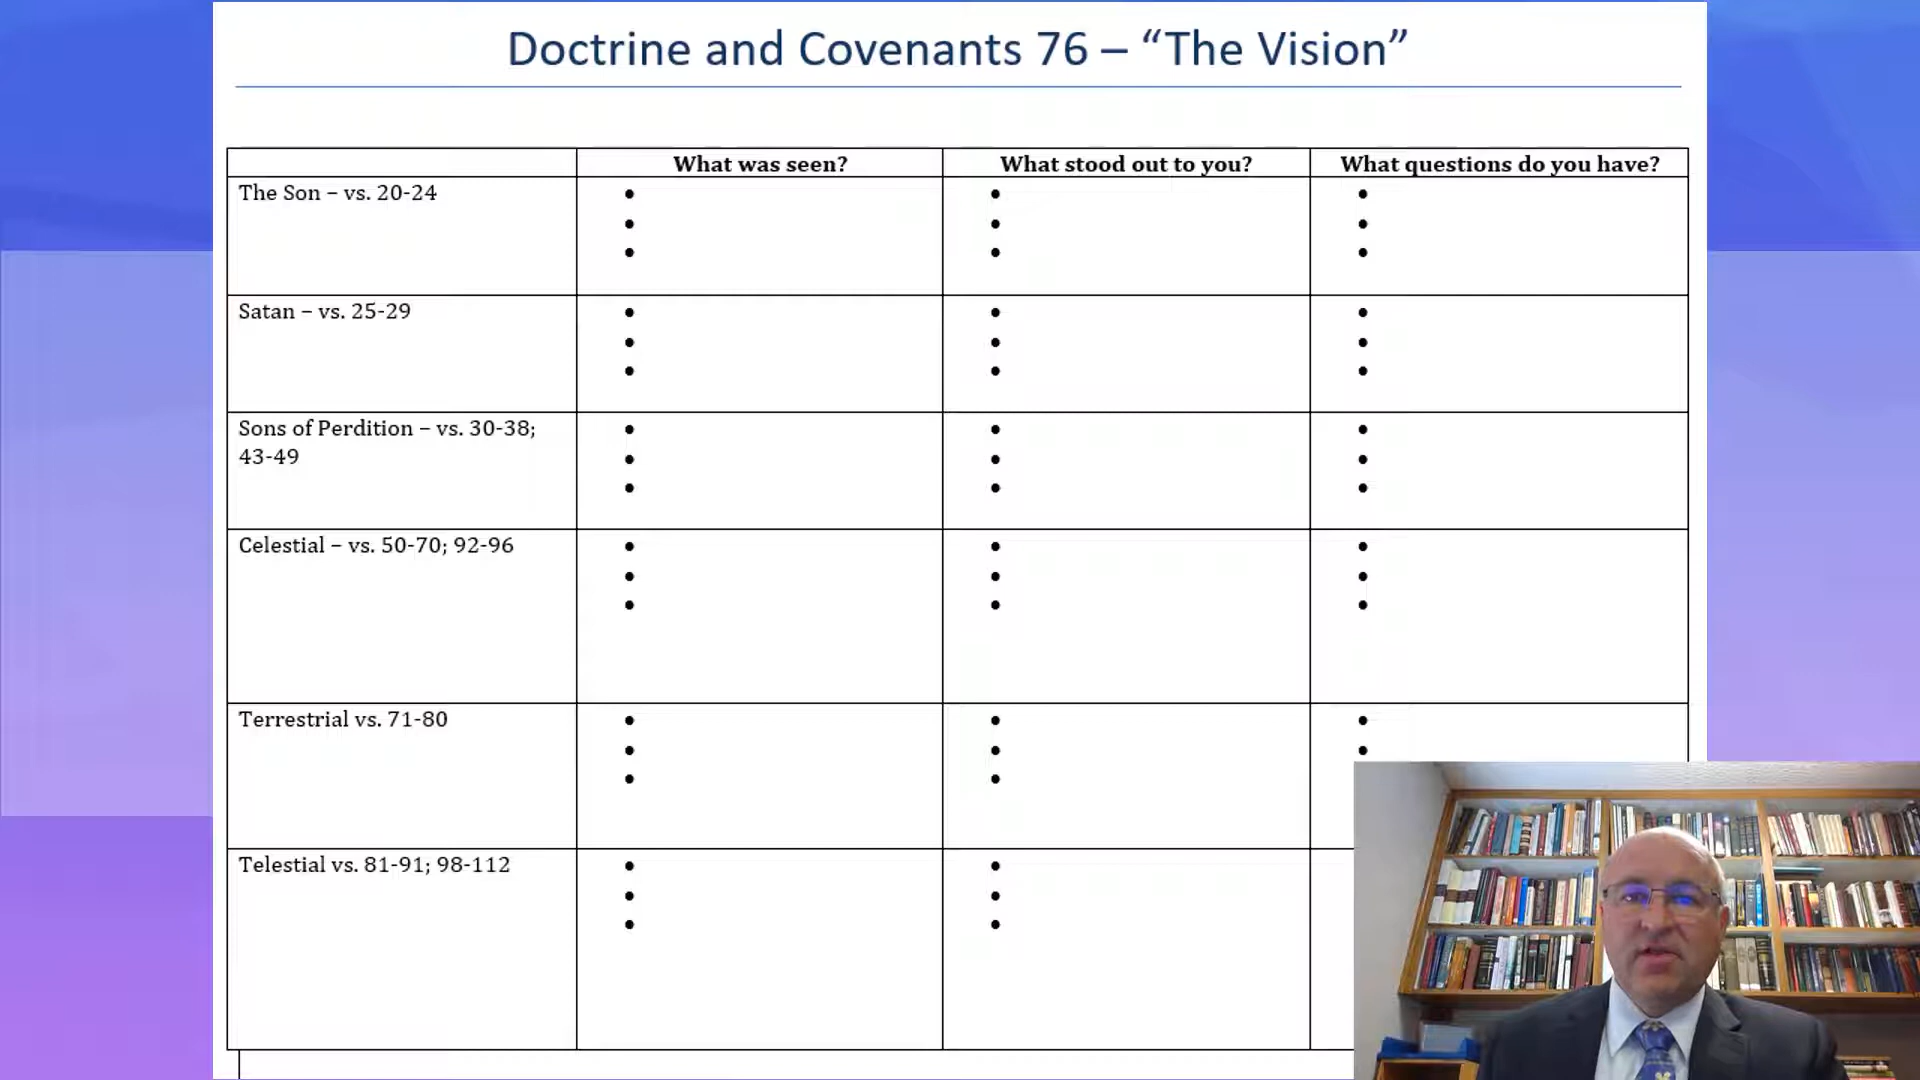 Doctrine and Covenants 76 – “The Vision”
What was seen?
What stood out to you?
What questions do you have?
The Son – vs. 20-24
Satan – vs. 25-29
Sons of Perdition – vs. 30-38;
43-49
Celestial – vs. 50-70; 92-96
Terrestrial vs. 71-80
Telestial vs. 81-91; 98-112